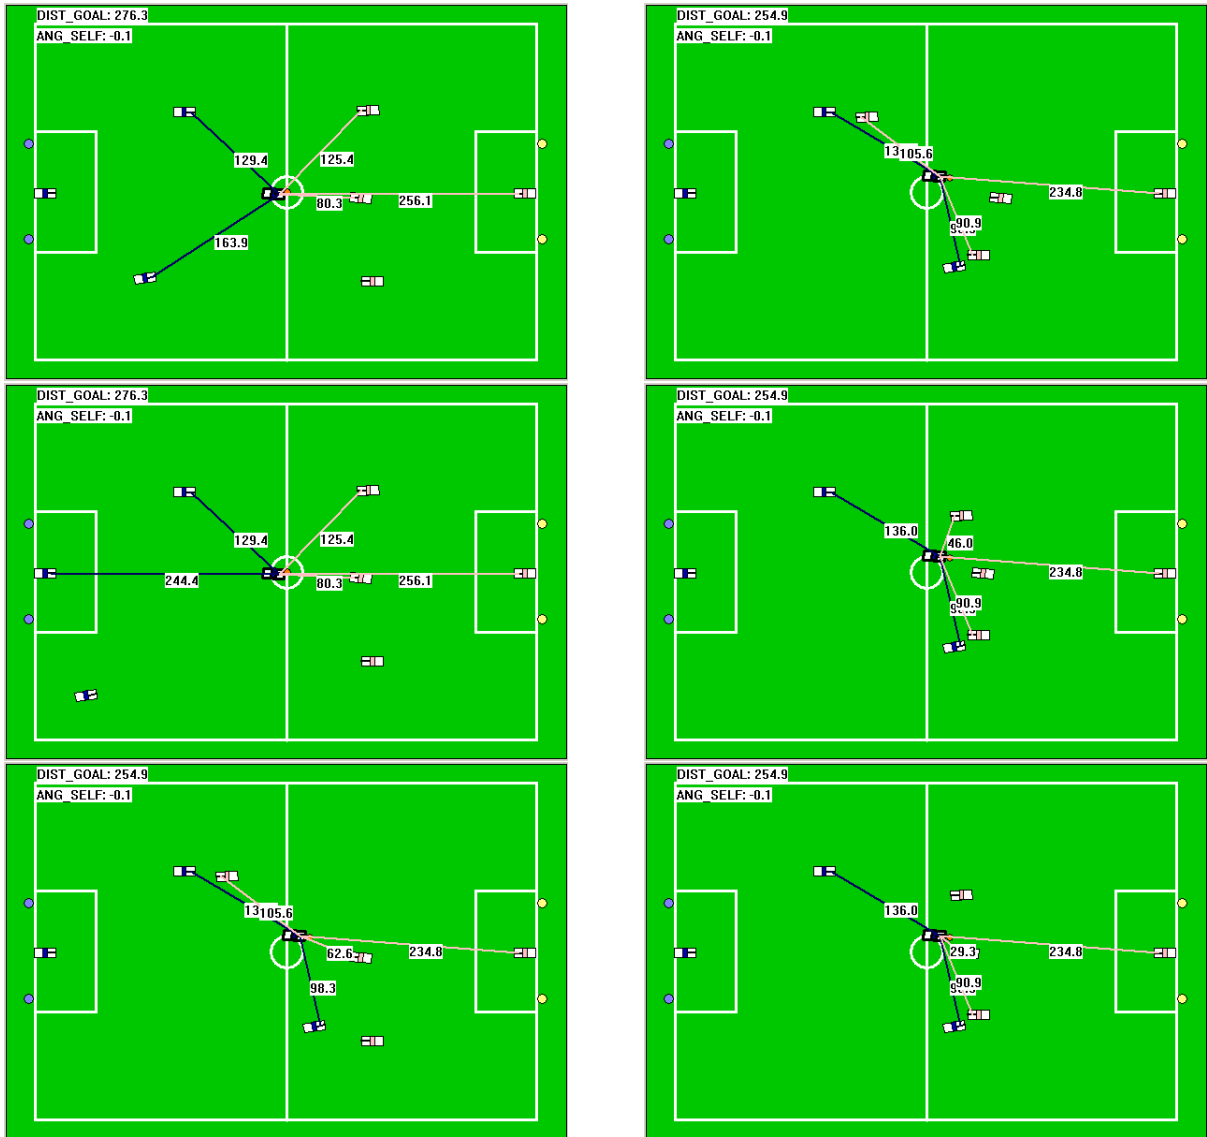 DIST_GOAL: 276.3
ANG_SELF: -0.1
129.4
125.4
80.3
256.1
163.9
DIST_GOAL: 254.9
ANG_SELF: -0.1
105.6
234.8
90.9
DIST_GOAL: 276.3
ANG_SELF: -0.1
129.4
125.4
244.4
80.3
256.1
DIST_GOAL: 254.9
ANG_SELF: -0.1
136.0
46.0
234.8
90.9
DIST_GOAL: 254.9
ANG_SELF: -0.1
105.6
62.6
234.8
98.3
DIST_GOAL: 254.9
ANG_SELF: -0.1
136.0
29.3
234.8
90.9